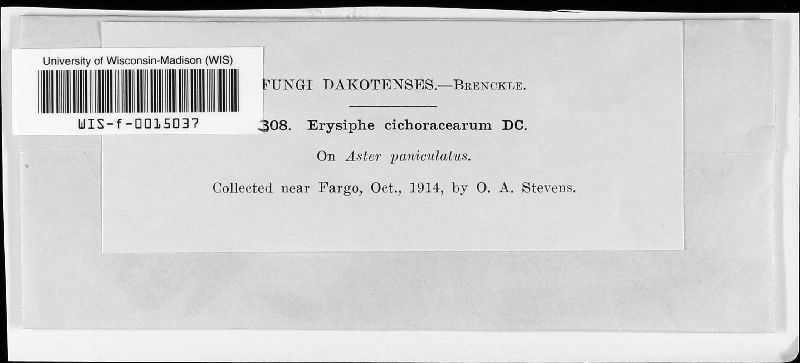 University of Wisconsin-Madison (WIS)
WIS-f-0015037
FUNGI DAKOTENSES.—BRENCKLE.
308. Erysiphe cichoracearum DC.
On Aster paniculatus.
Collected near Fargo, Oct., 1914, by O. A. Stevens.